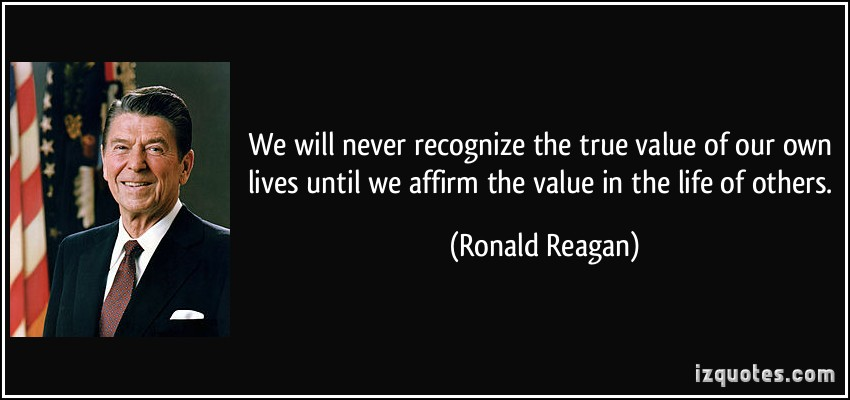 We will never recognize the true value of our own
lives until we affirm the value in the life of others.
(Ronald Reagan)
izquotes.com